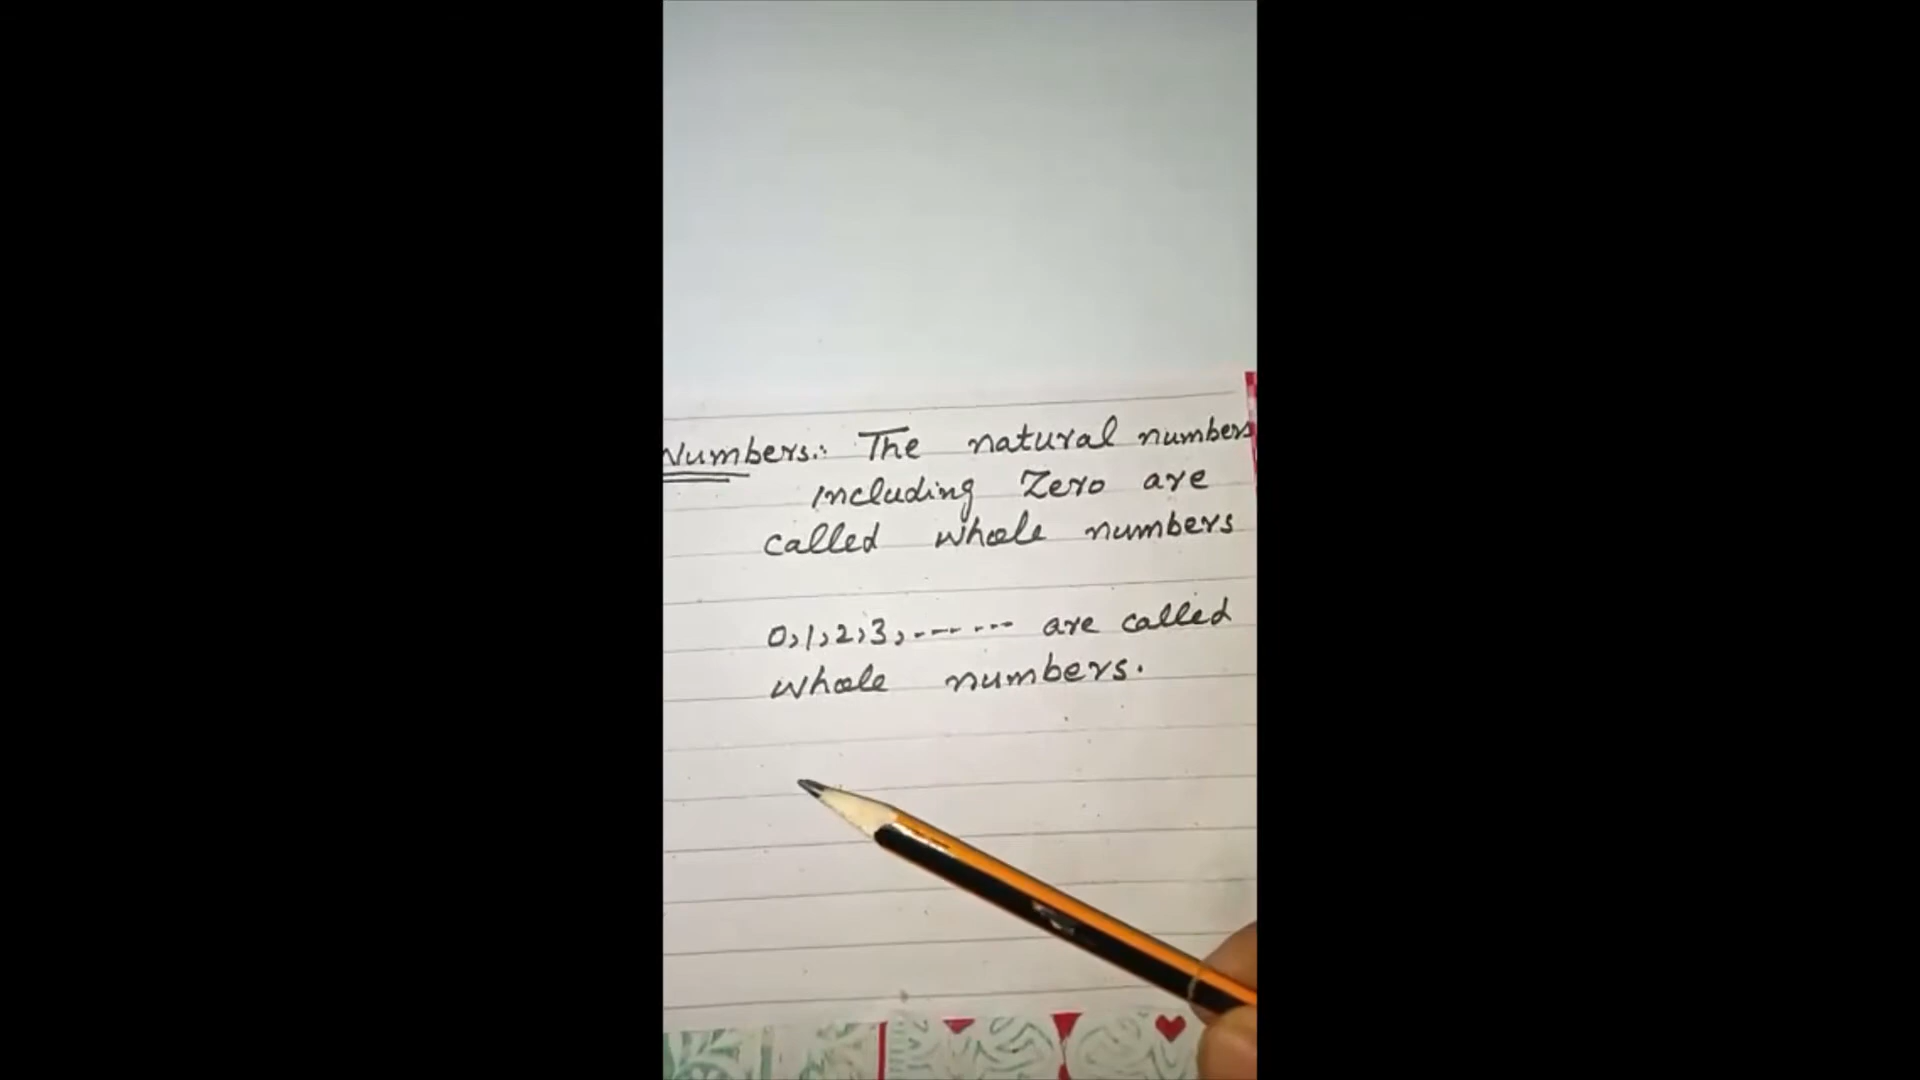 Numbers:- The natural numbers
including Zero are
called whole numbers
0,1,2,3,------- are called
whole numbers.